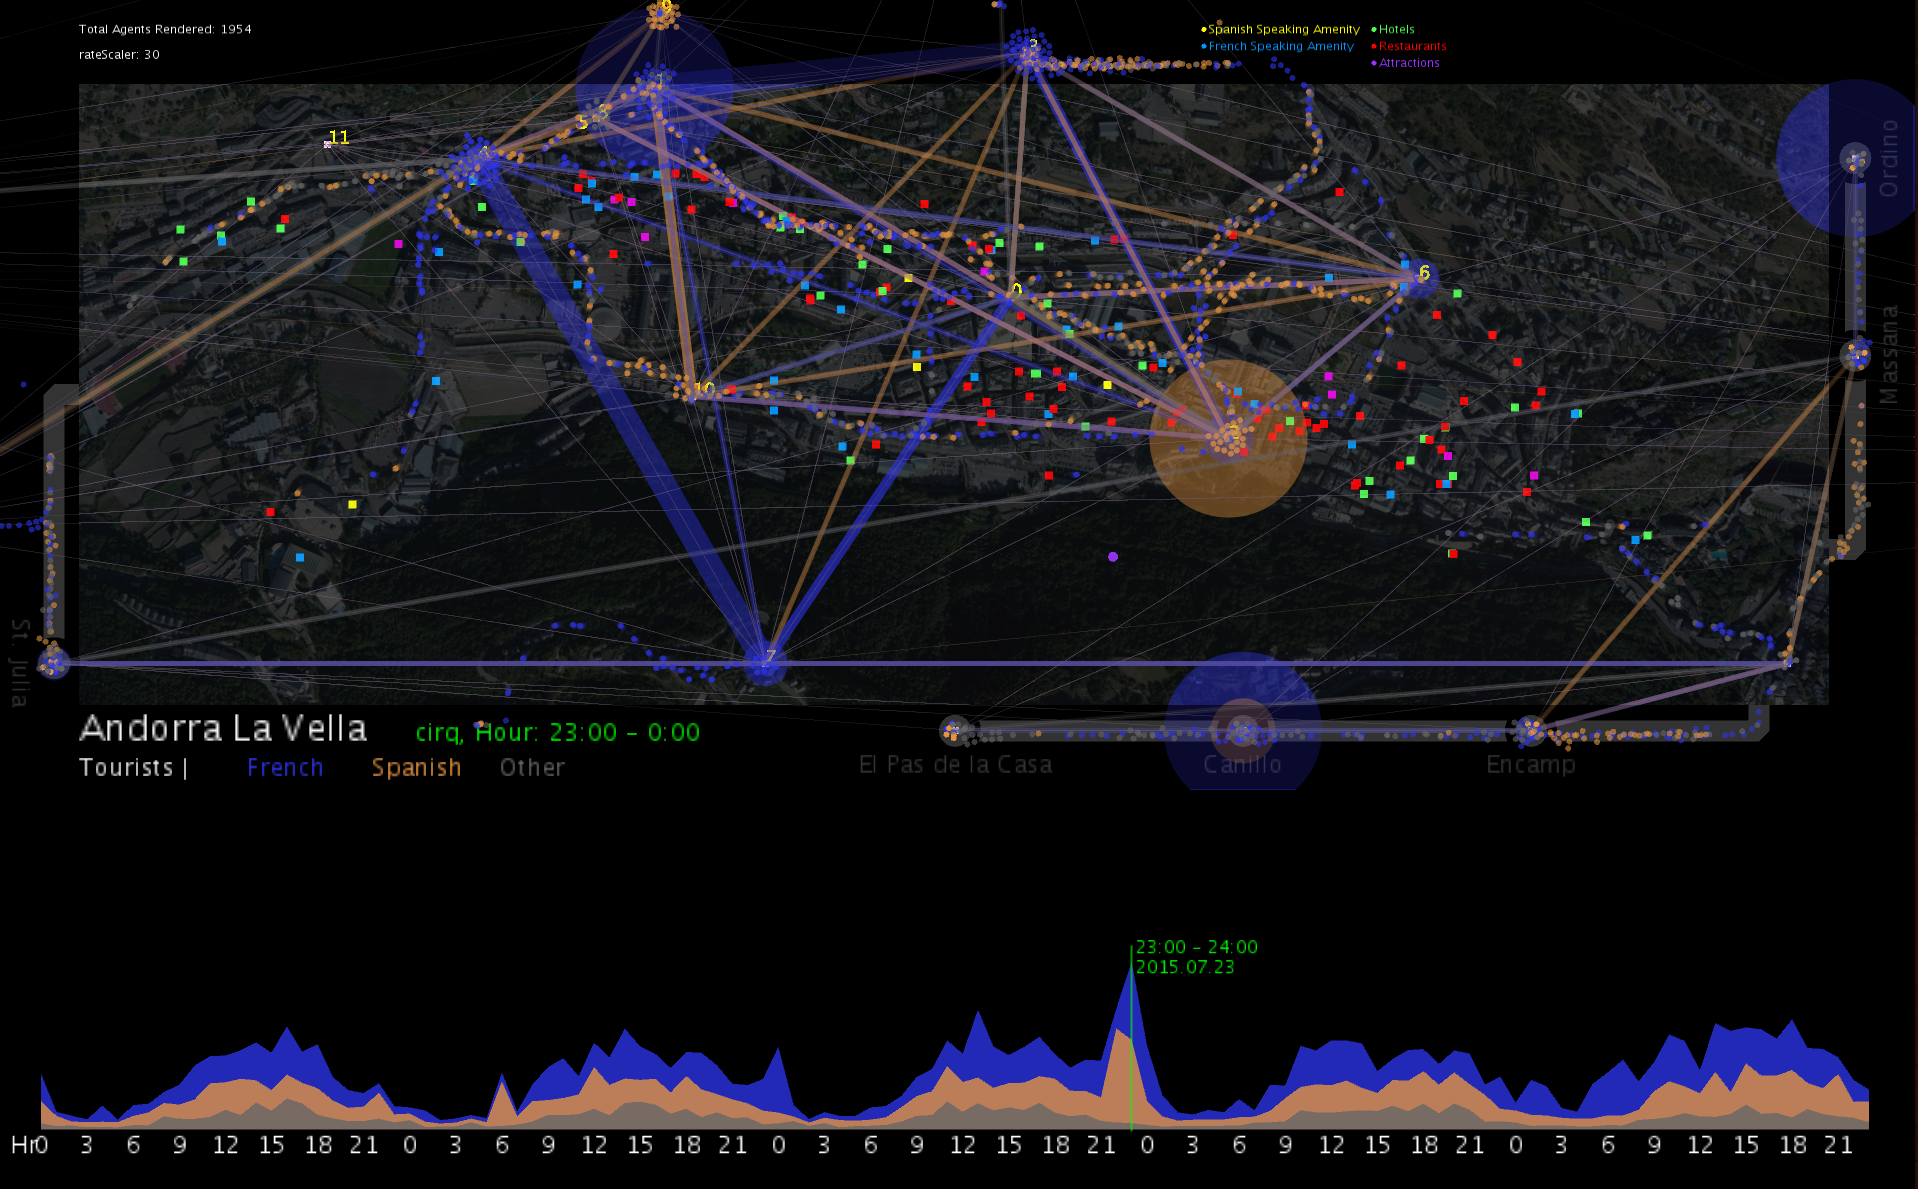 Total Agents Rendered: 1954
rateScaler: 30
Spanish Speaking Amenity
French Speaking Amenity
Hotels
Restaurants
Attractions
9
3
11
5
8
4
6
0
10
7
Ordino
Massana
St. Julia
Andorra La Vella
cirq, Hour: 23:00 - 0:00
Tourists |
French
Spanish
Other
El Pas de la Casa
Canillo
Encamp
23:00 - 24:00
2015.07.23
Hr0 3 6 9 12 15 18 21 0 3 6 9 12 15 18 21 0 3 6 9 12 15 18 21 0 3 6 9 12 15 18 21 0 3 6 9 12 15 18 21